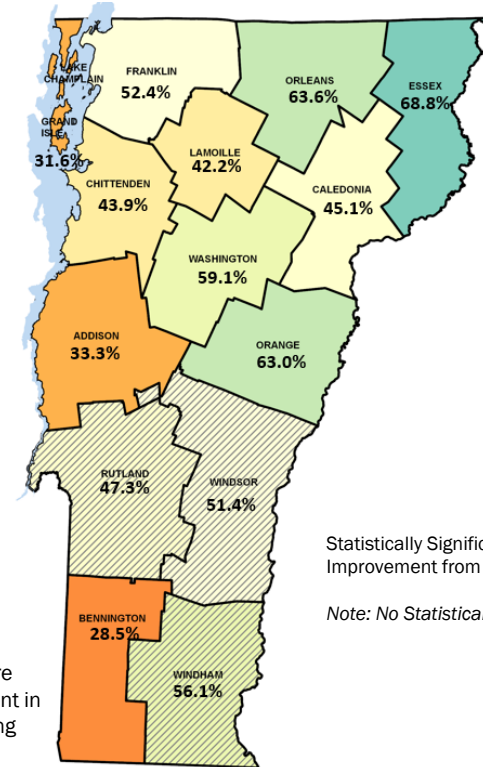 LAKE
CHAMPLAIN
GRAND
ISLE
31.6%
FRANKLIN
52.4%
ORLEANS
63.6%
ESSEX
68.8%
LAMOILLE
42.2%
CHITTENDEN
43.9%
CALEDONIA
45.1%
WASHINGTON
59.1%
ADDISON
33.3%
ORANGE
63.0%
RUTLAND
47.3%
WINDSOR
51.4%
Statistically Signific
Improvement from
Note: No Statistical
BENNINGTON
28.5%
WINDHAM
56.1%
re
nt in
ng